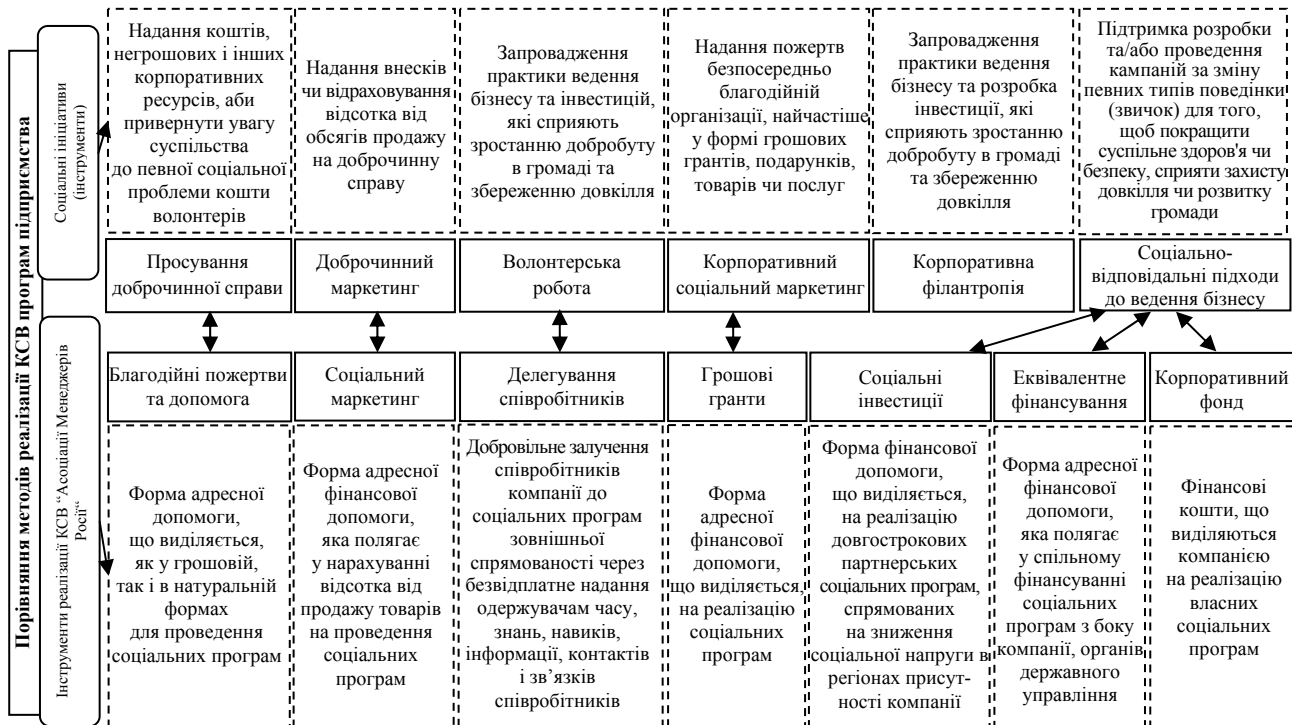 Порівняння методів реалізації КСВ програм підприємства
Соціальні ініціативи
(інструменти)
Надання коштів,
негрошових і інших
корпоративних
ресурсів, аби
привернути увагу
суспільства
до певної соціальної
проблеми кошти
волонтерів
Надання внесків
чи відраховування
відсотка від
обсягів продажу
на доброчинну
справу
Запровадження
практики ведення
бізнесу та інвестицій,
які сприяють
зростанню добробуту
в громаді та
збереженню довкілля
Надання пожертв
безпосередньо
благодійній
організації, найчастіше
у формі грошових
грантів, подарунків,
товарів чи послуг
Запровадження
практики ведення
бізнесу та розробка
інвестиції, які
сприяють зростанню
добробуту в громаді
та збереженню
довкілля
Підтримка розробки
та/або проведення
кампаній за зміну
певних типів поведінки
(звичок) для того,
щоб покращити
суспільне здоров'я чи
безпеку, сприяти захисту
довкілля чи розвитку
громади
Просування
доброчинної справи
Доброчинний
маркетинг
Волонтерська
робота
Корпоративний
соціальний маркетинг
Корпоративна
філантропія
Соціально-
відповідальні підходи
до ведення бізнесу
Інструменти реалізації КСВ “Асоціації Менеджерів
Росії“
Благодійні пожертви
та допомога
Соціальний
маркетинг
Делегування
співробітників
Грошові
гранти
Соціальні
інвестиції
Еквівалентне
фінансування
Корпоративний
фонд
Форма адресної
допомоги,
що виділяється,
як у грошовій,
так і в натуральній
формах
для проведення
соціальних програм
Форма адресної
фінансової
допомоги,
яка полягає
у нарахуванні
відсотка від
продажу товарів
на проведення
соціальних
програм
Добровільне залучення
співробітників
компанії до
соціальних програм
зовнішньої
спрямованості через
безвідплатне надання
одержувачам часу,
знань, навиків,
інформації, контактів
і зв’язків
співробітників
Форма
адресної
фінансової
допомоги,
що виділяється,
на реалізацію
соціальних
програм
Форма фінансової
допомоги,
що виділяється,
на реалізацію
довгострокових
партнерських
соціальних програм,
спрямованих
на зниження
соціальної напруги в
регіонах присут-
ності компанії
Форма адресної
фінансової
допомоги,
яка полягає
у спільному
фінансуванні
соціальних
програм з боку
компанії, органів
державного
управління
Фінансові
кошти, що
виділяються
компанією
на реалізацію
власних
соціальних
програм